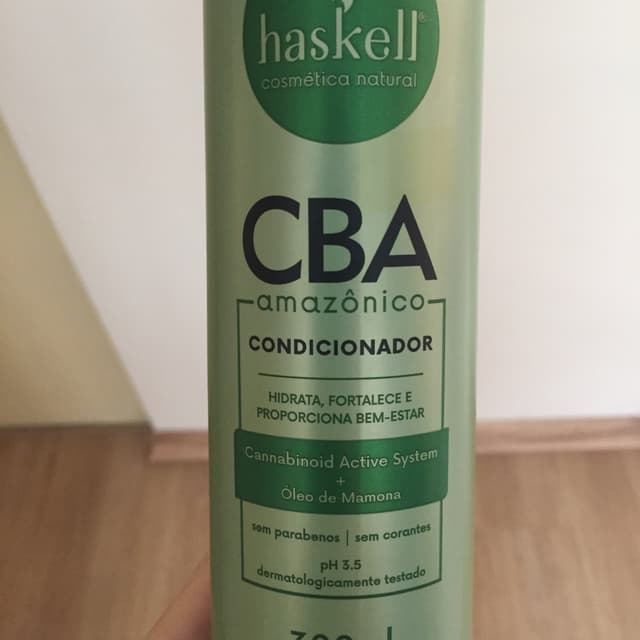 haskell®
cosmética natural
CBA
amazônico
CONDICIONADOR
HIDRATA, FORTALECE E
PROPORCIONA BEM-ESTAR
Cannabinoid Active System
+
Óleo de Mamona
sem parabenos | sem corantes
pH 3.5
dermatologicamente testado